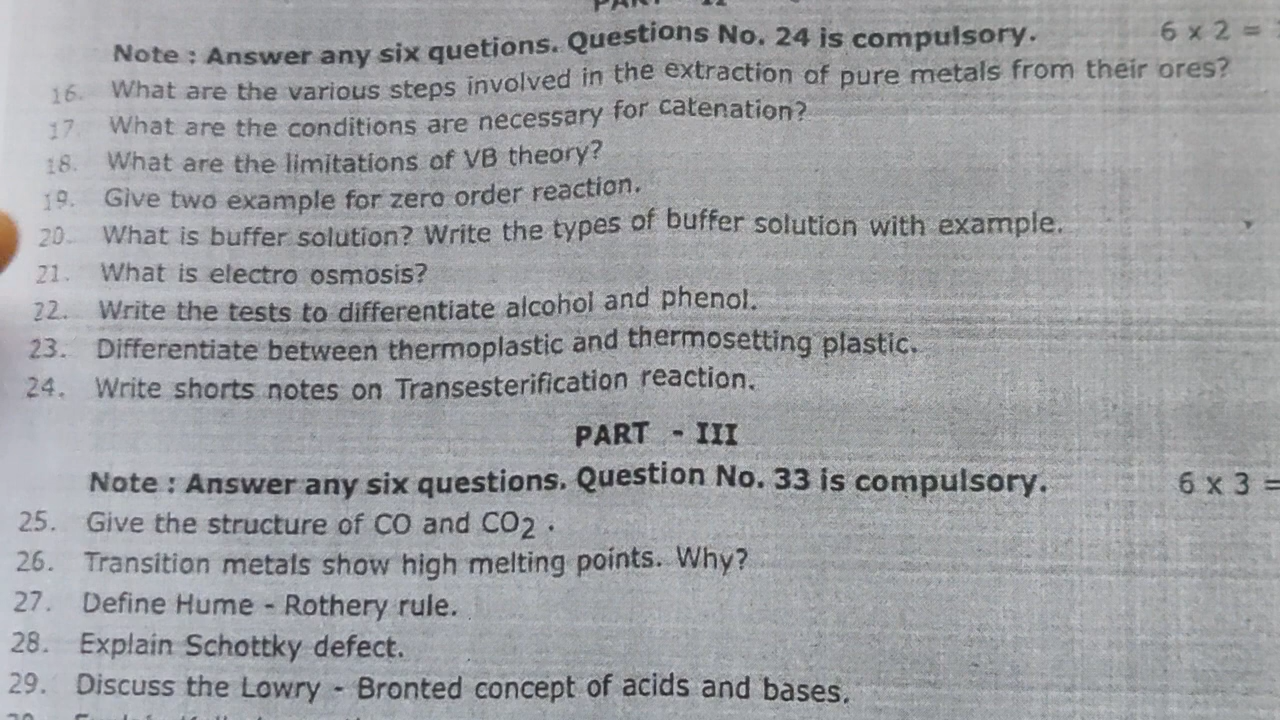 PART - II
Note : Answer any six quetions. Questions No. 24 is compulsory. 6 x 2 =
16. What are the various steps involved in the extraction of pure metals from their ores?
17. What are the conditions are necessary for catenation?
18. What are the limitations of VB theory?
19. Give two example for zero order reaction.
20. What is buffer solution? Write the types of buffer solution with example.
21. What is electro osmosis?
22. Write the tests to differentiate alcohol and phenol.
23. Differentiate between thermoplastic and thermosetting plastic.
24. Write shorts notes on Transesterification reaction.
PART - III
Note : Answer any six questions. Question No. 33 is compulsory. 6 x 3 =
25. Give the structure of CO and CO2 .
26. Transition metals show high melting points. Why?
27. Define Hume - Rothery rule.
28. Explain Schottky defect.
29. Discuss the Lowry - Bronted concept of acids and bases.